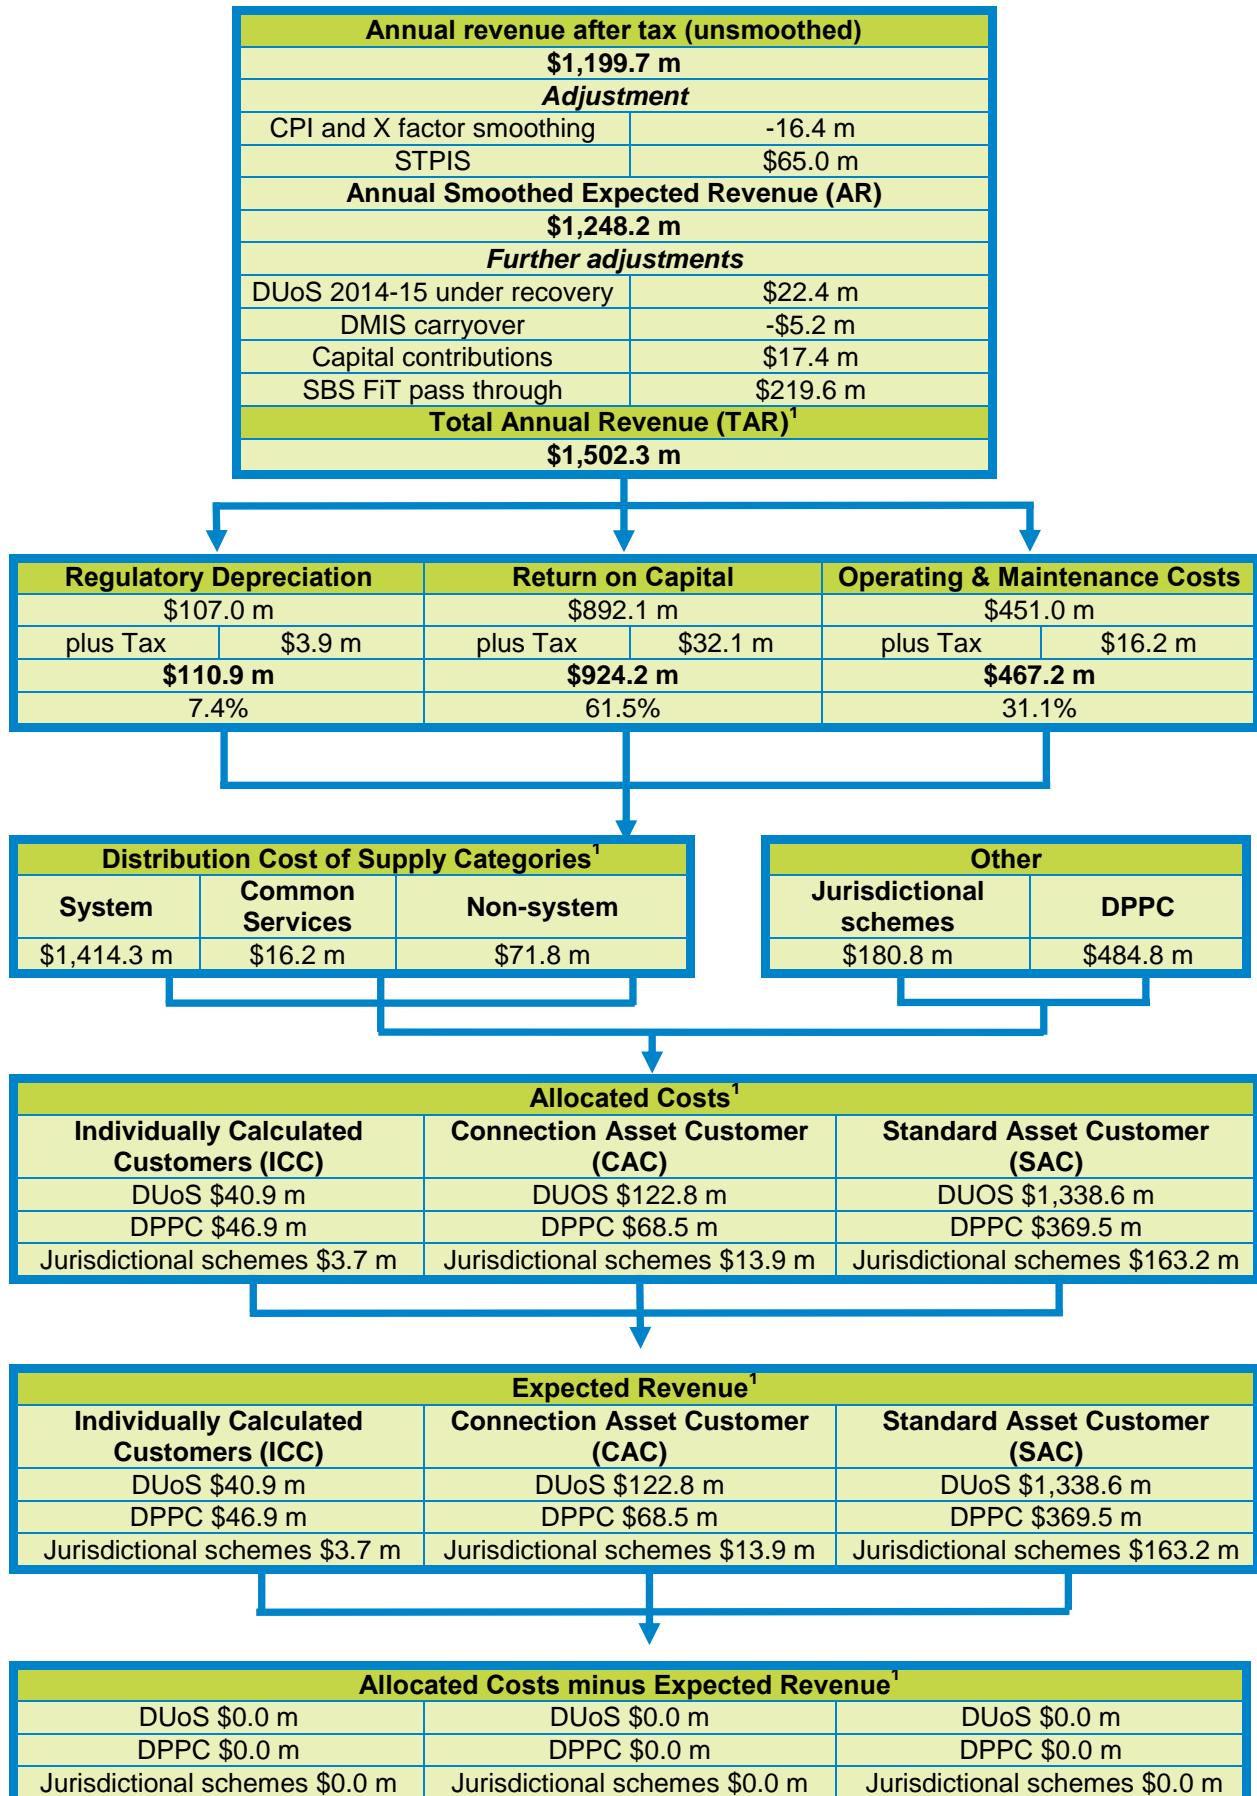 Annual revenue after tax (unsmoothed)
$1,199.7 m
Adjustment
CPI and X factor smoothing -16.4 m
STPIS $65.0 m
Annual Smoothed Expected Revenue (AR)
$1,248.2 m
Further adjustments
DUoS 2014-15 under recovery $22.4 m
DMIS carryover -$5.2 m
Capital contributions $17.4 m
SBS FiT pass through $219.6 m
Total Annual Revenue (TAR)1
$1,502.3 m
Regulatory Depreciation Return on Capital Operating & Maintenance Costs
$107.0 m $892.1 m $451.0 m
plus Tax $3.9 m plus Tax $32.1 m plus Tax $16.2 m
$110.9 m $924.2 m $467.2 m
7.4% 61.5% 31.1%
Distribution Cost of Supply Categories1
System Common Services Non-system
$1,414.3 m $16.2 m $71.8 m
Other
Jurisdictional schemes DPPC
$180.8 m $484.8 m
Allocated Costs1
Individually Calculated Connection Asset Customer Standard Asset Customer
Customers (ICC) (CAC) (SAC)
DUoS $40.9 m DUOS $122.8 m DUOS $1,338.6 m
DPPC $46.9 m DPPC $68.5 m DPPC $369.5 m
Jurisdictional schemes $3.7 m Jurisdictional schemes $13.9 m Jurisdictional schemes $163.2 m
Expected Revenue1
Individually Calculated Connection Asset Customer Standard Asset Customer
Customers (ICC) (CAC) (SAC)
DUoS $40.9 m DUoS $122.8 m DUoS $1,338.6 m
DPPC $46.9 m DPPC $68.5 m DPPC $369.5 m
Jurisdictional schemes $3.7 m Jurisdictional schemes $13.9 m Jurisdictional schemes $163.2 m
Allocated Costs minus Expected Revenue1
DUoS $0.0 m DUoS $0.0 m DUoS $0.0 m
DPPC $0.0 m DPPC $0.0 m DPPC $0.0 m
Jurisdictional schemes $0.0 m Jurisdictional schemes $0.0 m Jurisdictional schemes $0.0 m